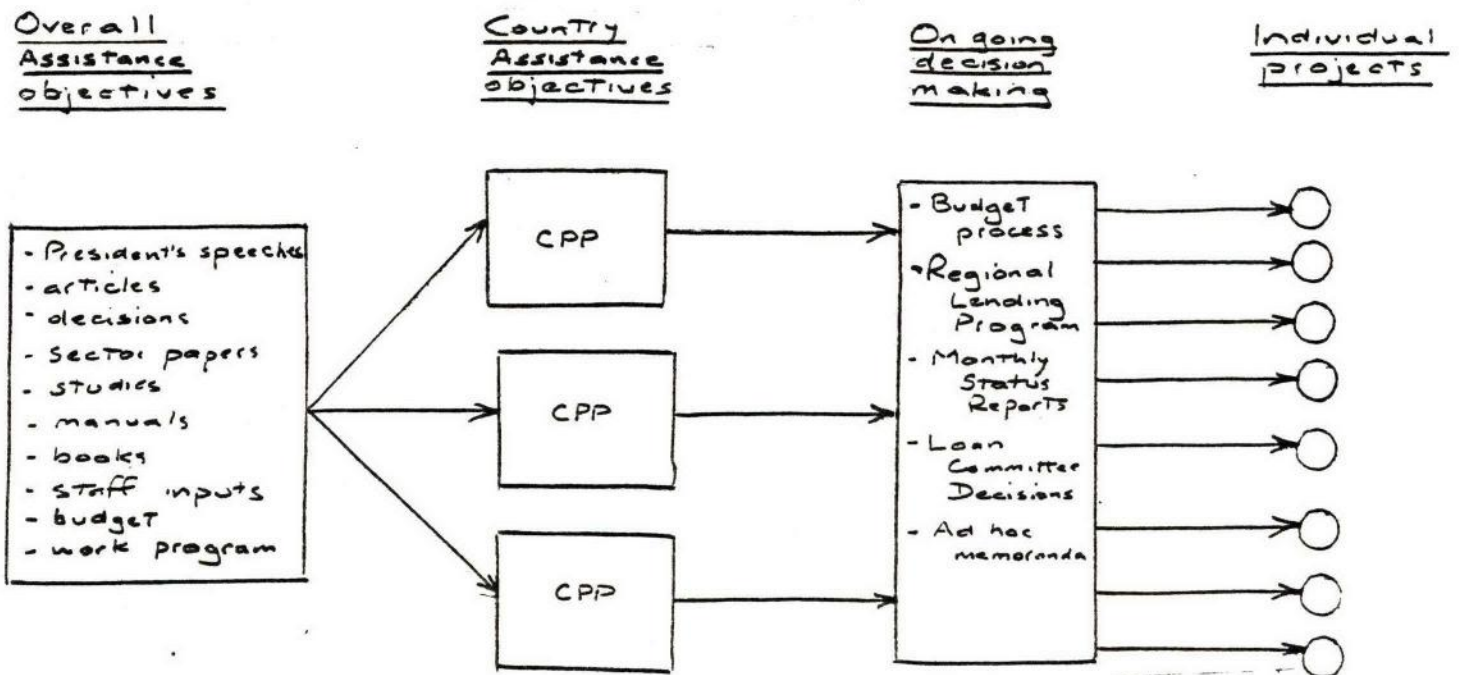 Overall
Assistance
objectives
Country
Assistance
objectives
On going
decision
making
Individual
projects
- President's speeches
- articles
- decisions
- sector papers
- studies
- manuals
- books
- staff inputs
- budget
- work program
CPP
CPP
CPP
- Budget
process
- Regional
Lending
Program
- Monthly
Status
Reports
- Loan
Committee
Decisions
- Ad hoc
memoranda